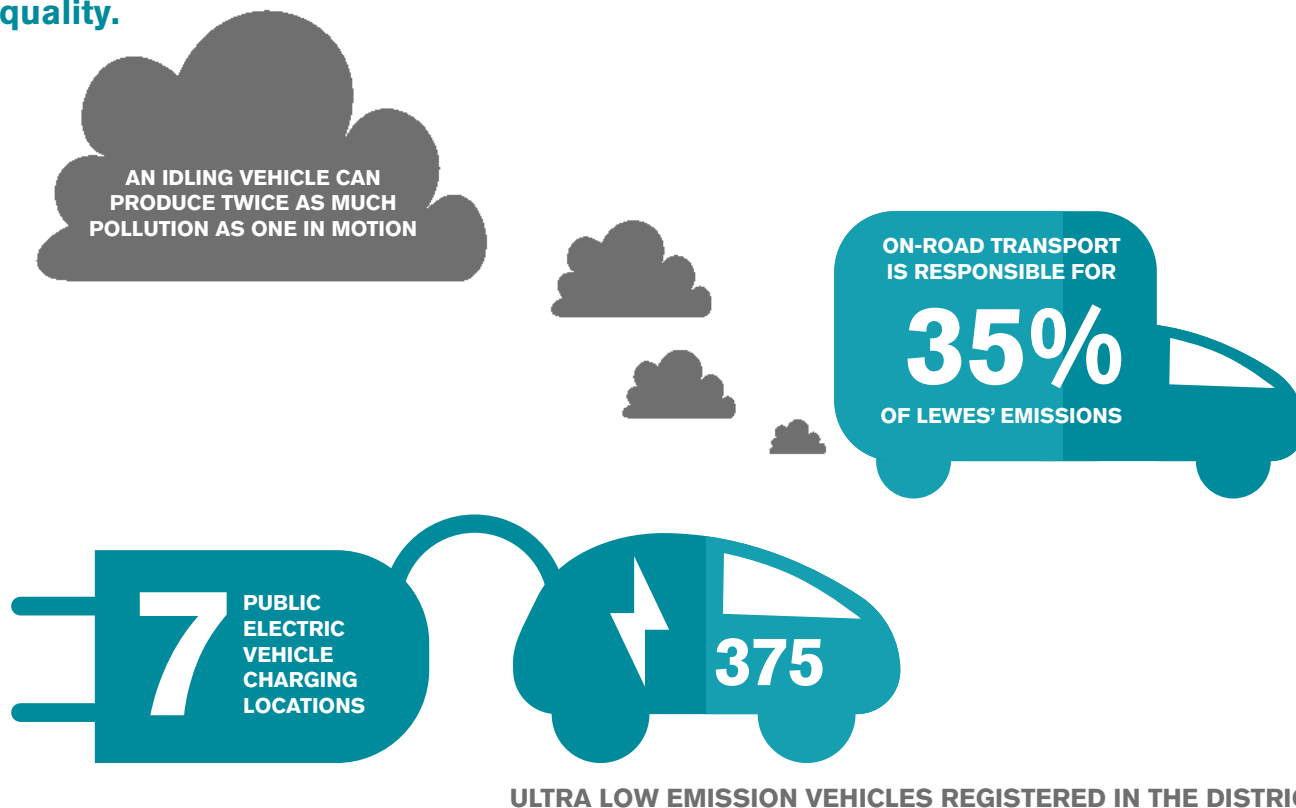 quality.
AN IDLING VEHICLE CAN
PRODUCE TWICE AS MUCH
POLLUTION AS ONE IN MOTION
ON-ROAD TRANSPORT
IS RESPONSIBLE FOR
35%
OF LEWES’ EMISSIONS
7
PUBLIC
ELECTRIC
VEHICLE
CHARGING
LOCATIONS
375
ULTRA LOW EMISSION VEHICLES REGISTERED IN THE